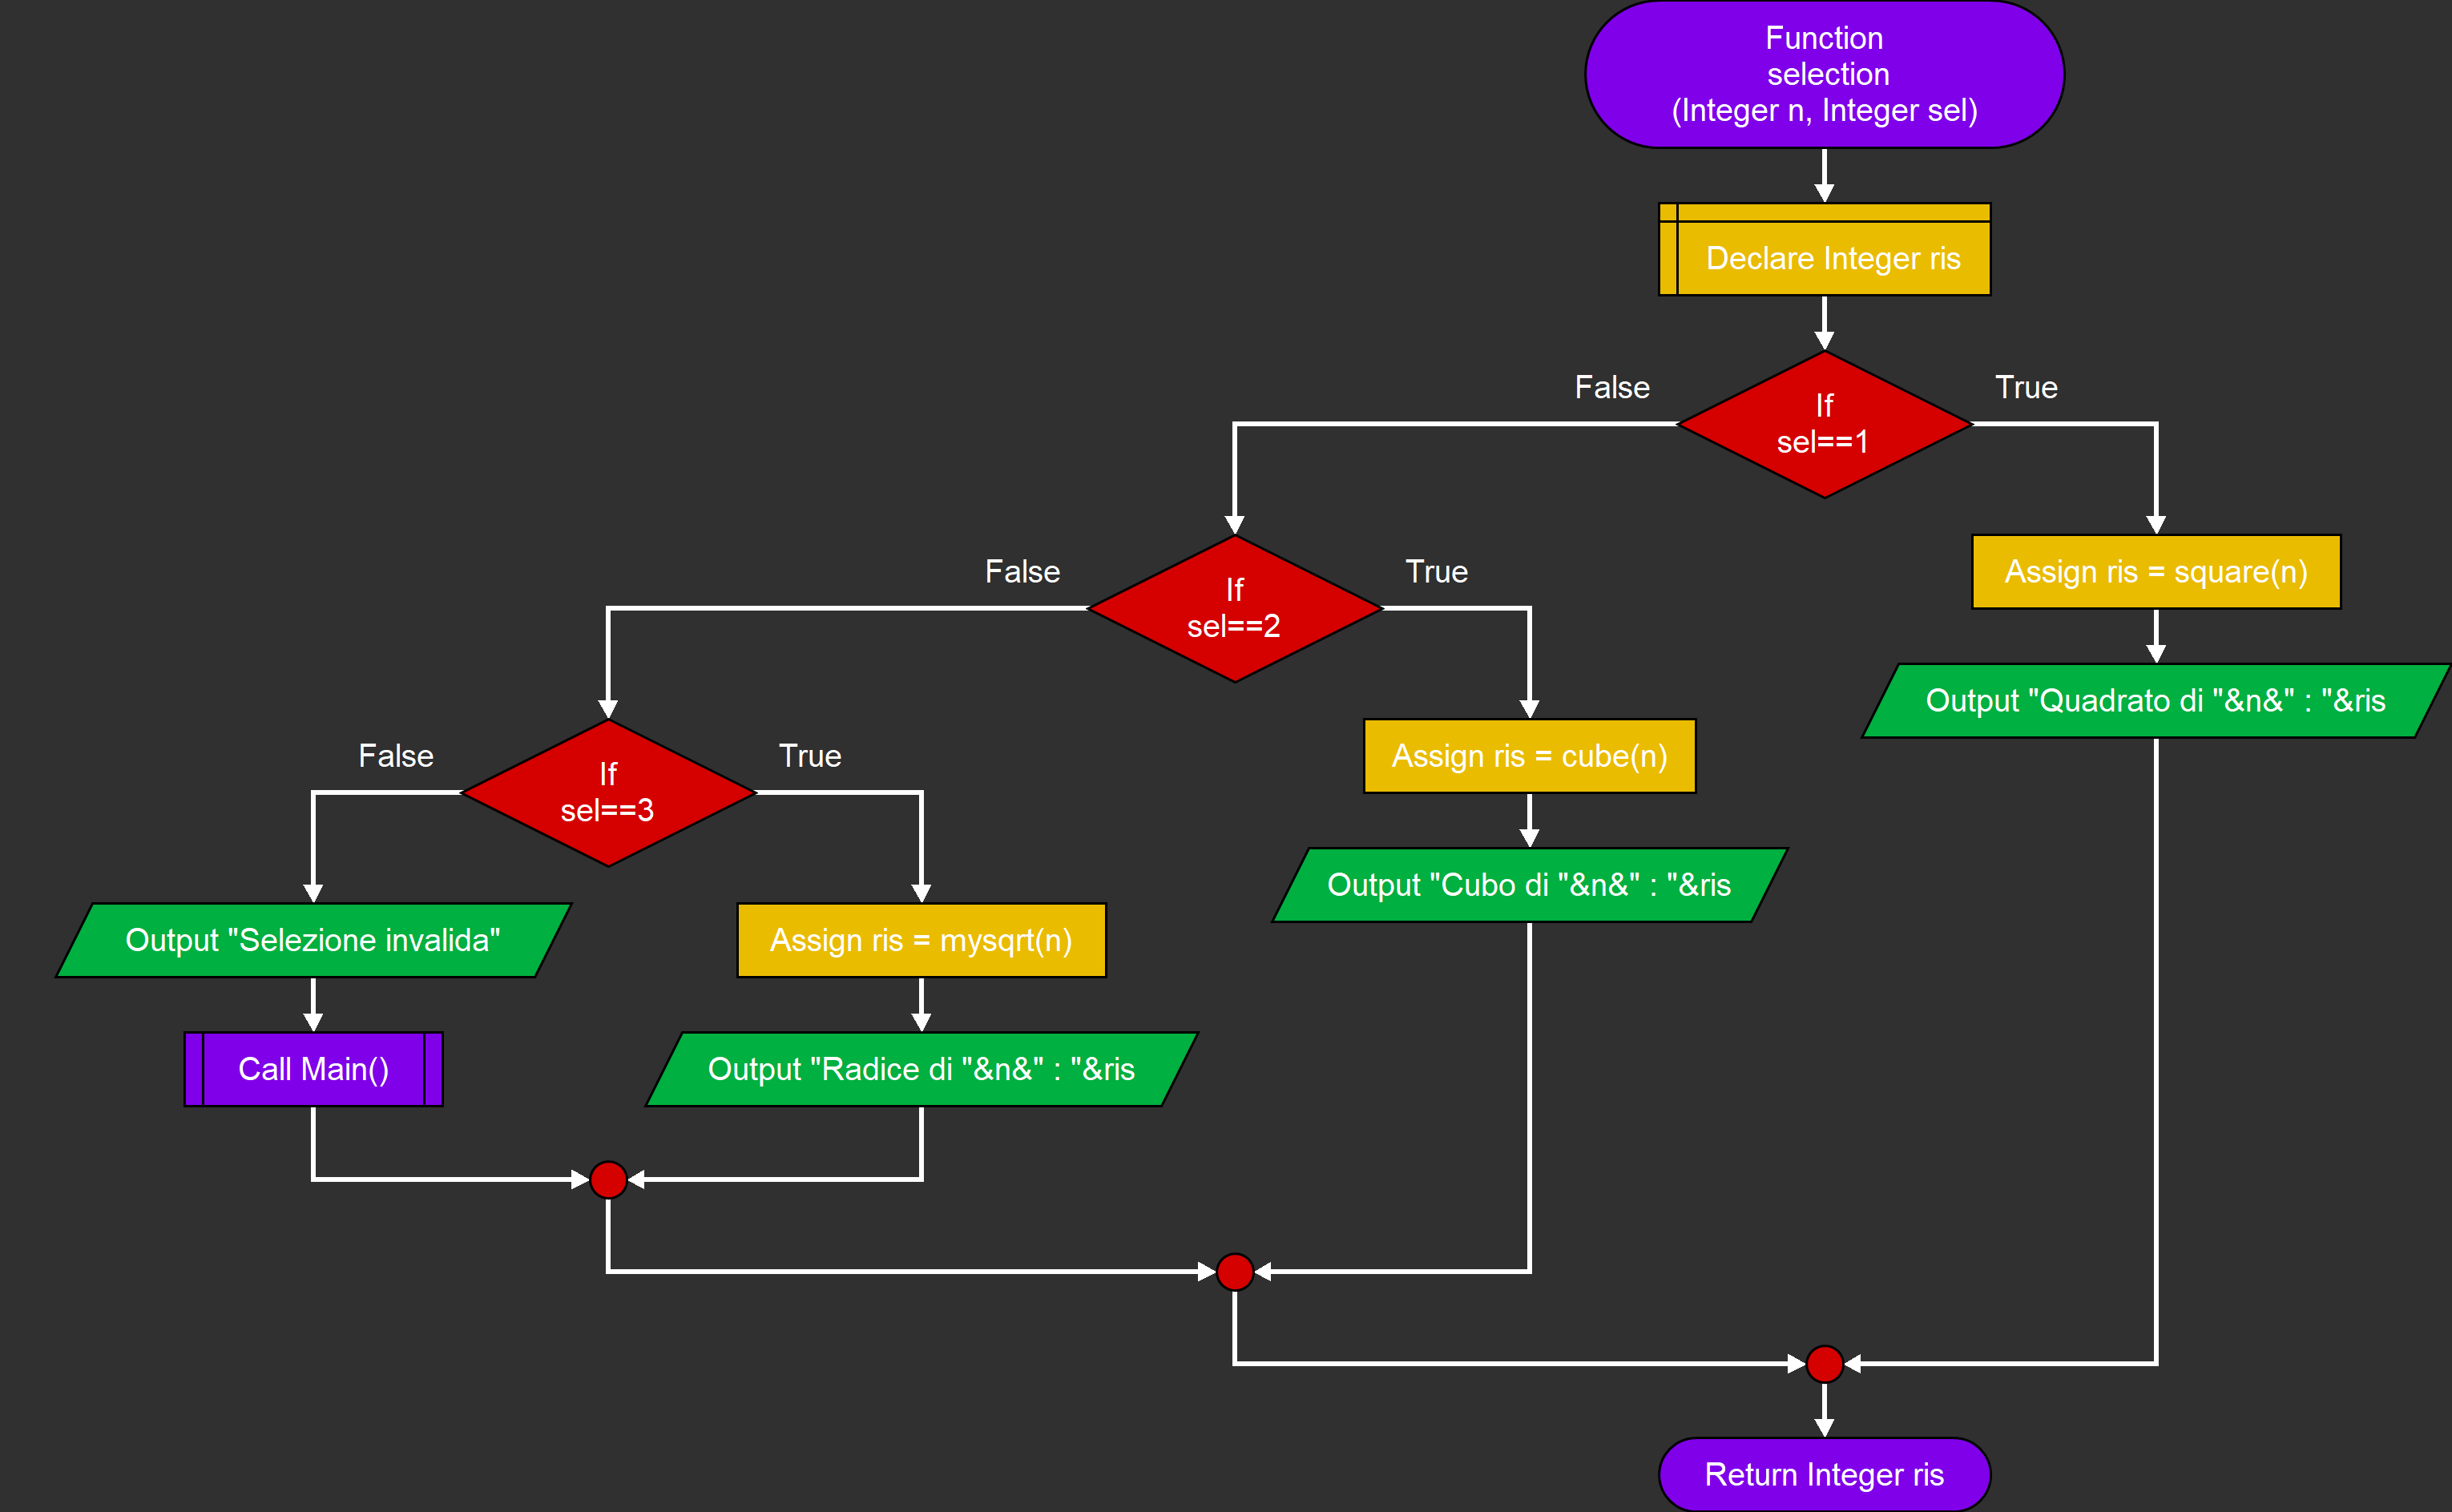 Function
selection
(Integer n, Integer sel)
Declare Integer ris
False
True
If
sel==1
False
True
If
sel==2
Assign ris = square(n)
Output "Quadrato di "&n&" : "&ris
False
True
If
sel==3
Assign ris = cube(n)
Output "Cubo di "&n&" : "&ris
Output "Selezione invalida"
Assign ris = mysqrt(n)
Call Main()
Output "Radice di "&n&" : "&ris
Return Integer ris